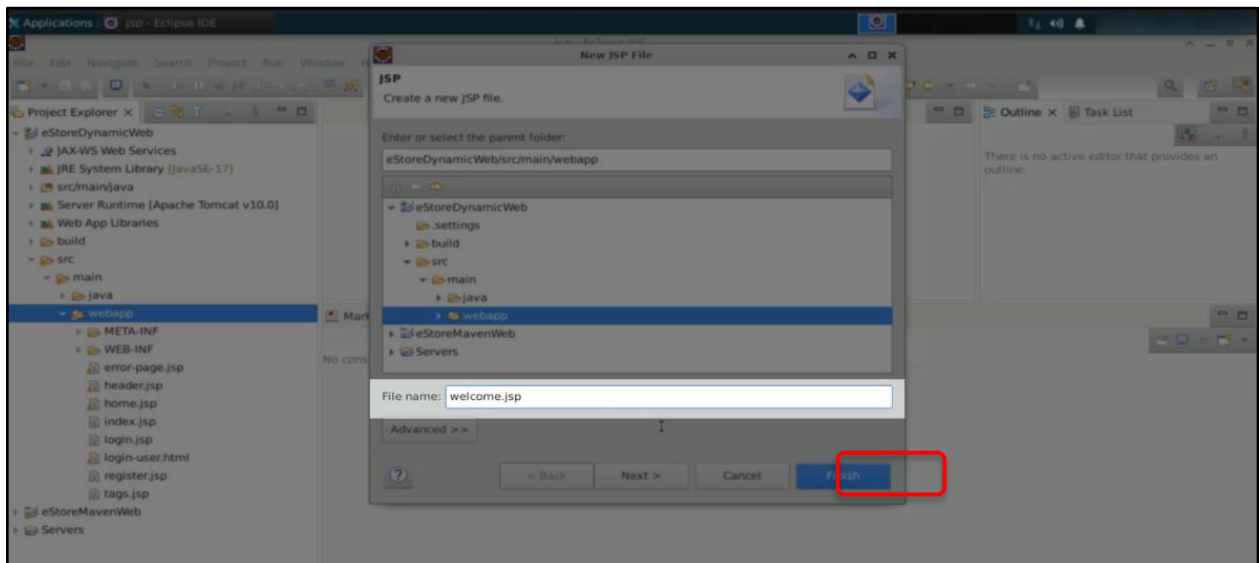 Applications jsp - Eclipse IDE
File Edit Navigate Search Project Run Window
New JSP File
JSP
Create a new JSP file.
Enter or select the parent folder:
eStoreDynamicWeb/src/main/webapp
eStoreDynamicWeb
.settings
build
src
main
java
webapp
eStoreMavenWeb
Servers
File name: welcome.jsp
Advanced >>
< Back Next > Cancel Finish
Project Explorer
eStoreDynamicWeb
JAX-WS Web Services
JRE System Library [JavaSE-17]
src/main/java
Server Runtime [Apache Tomcat v10.0]
Web App Libraries
build
src
main
java
webapp
META-INF
WEB-INF
error-page.jsp
header.jsp
home.jsp
index.jsp
login.jsp
login-user.html
register.jsp
tags.jsp
eStoreMavenWeb
Servers
Mark
No cons
Outline Task List
There is no active editor that provides an
outline.